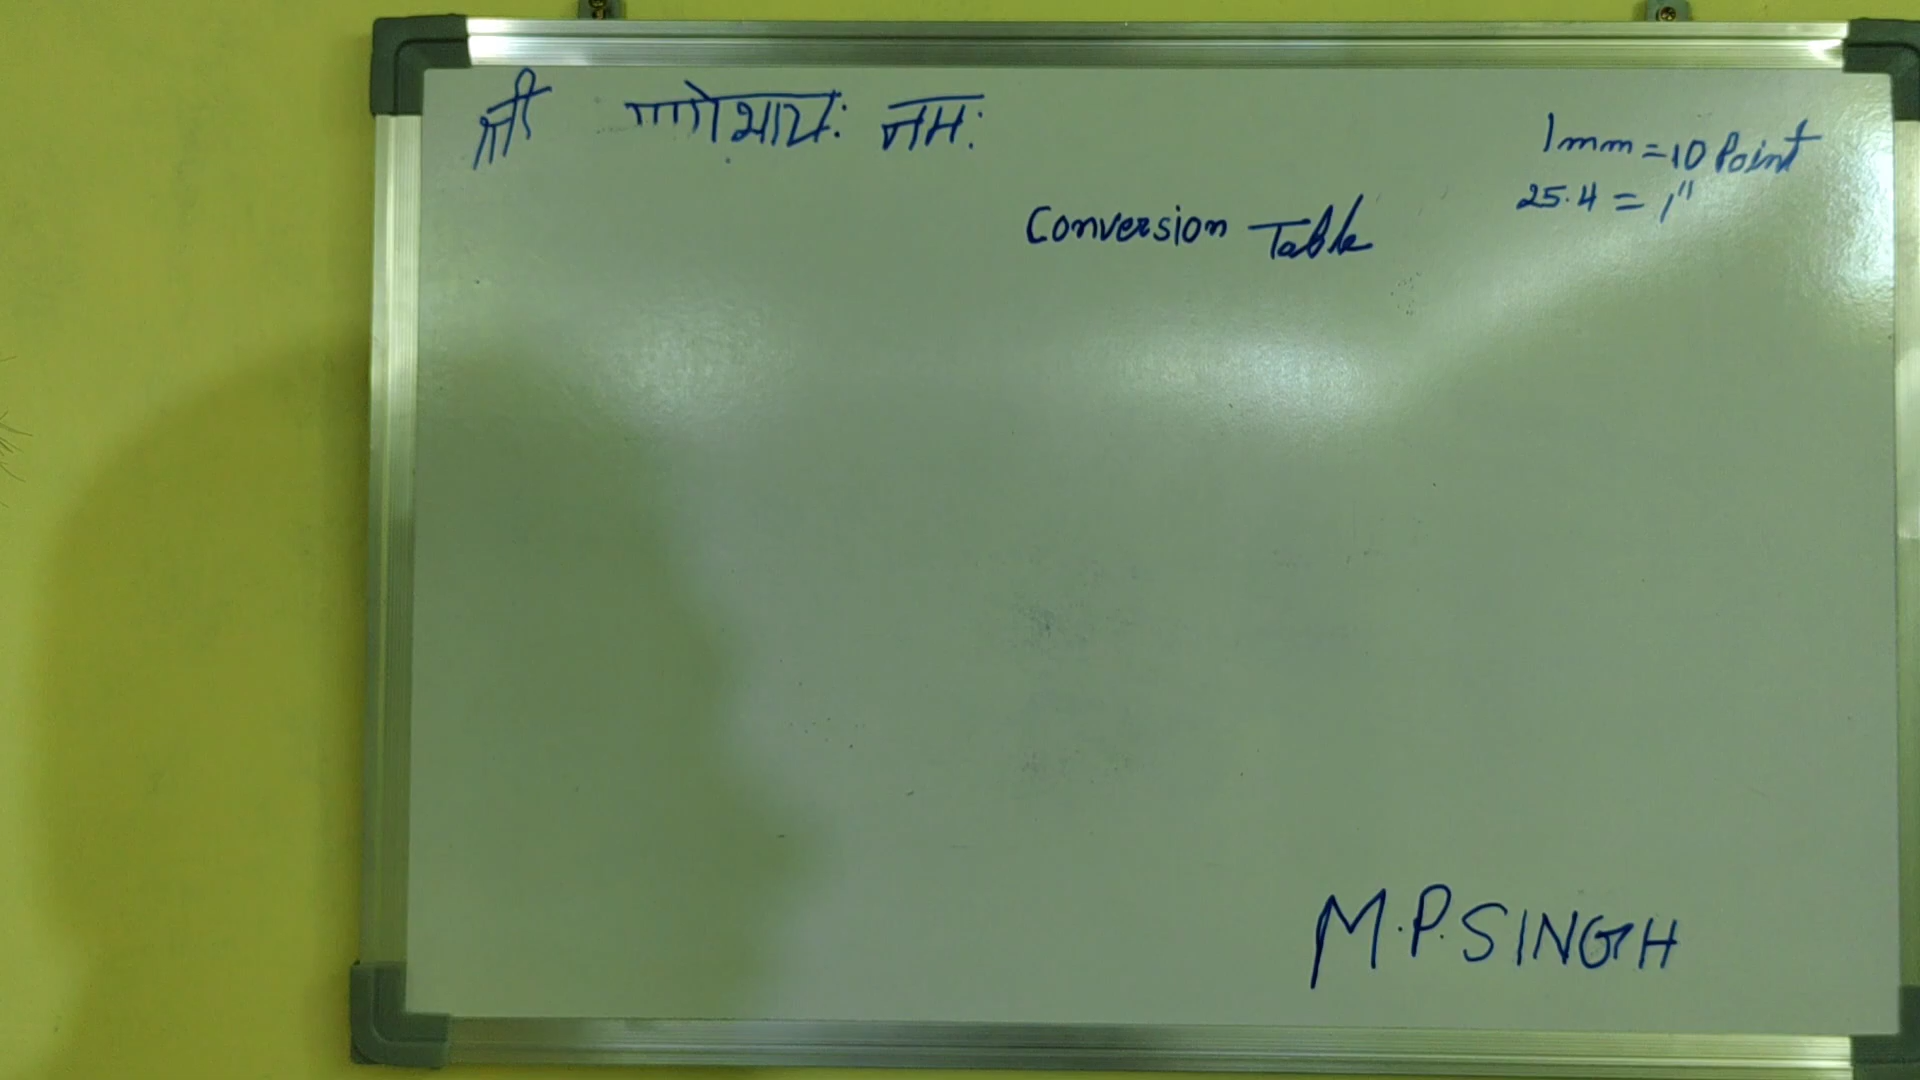 श्री गणेशाय: नम:
1mm = 10 Point
25.4 = 1"
Conversion Table
M.P.SINGH